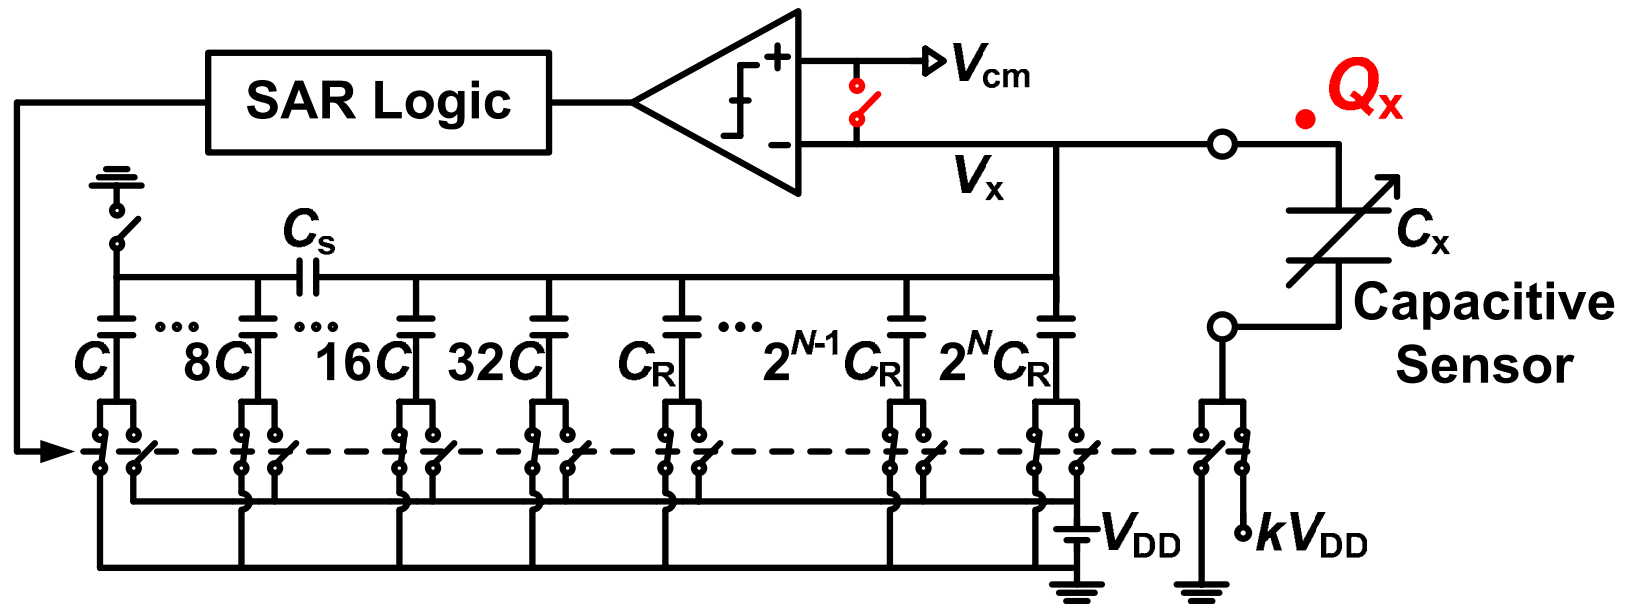 SAR Logic
+
−
Vcm
Qx
Vx
Cs
Cx
Capacitive
Sensor
C
8C
16C
32C
CR
2N-1CR
2NCR
VDD
kVDD